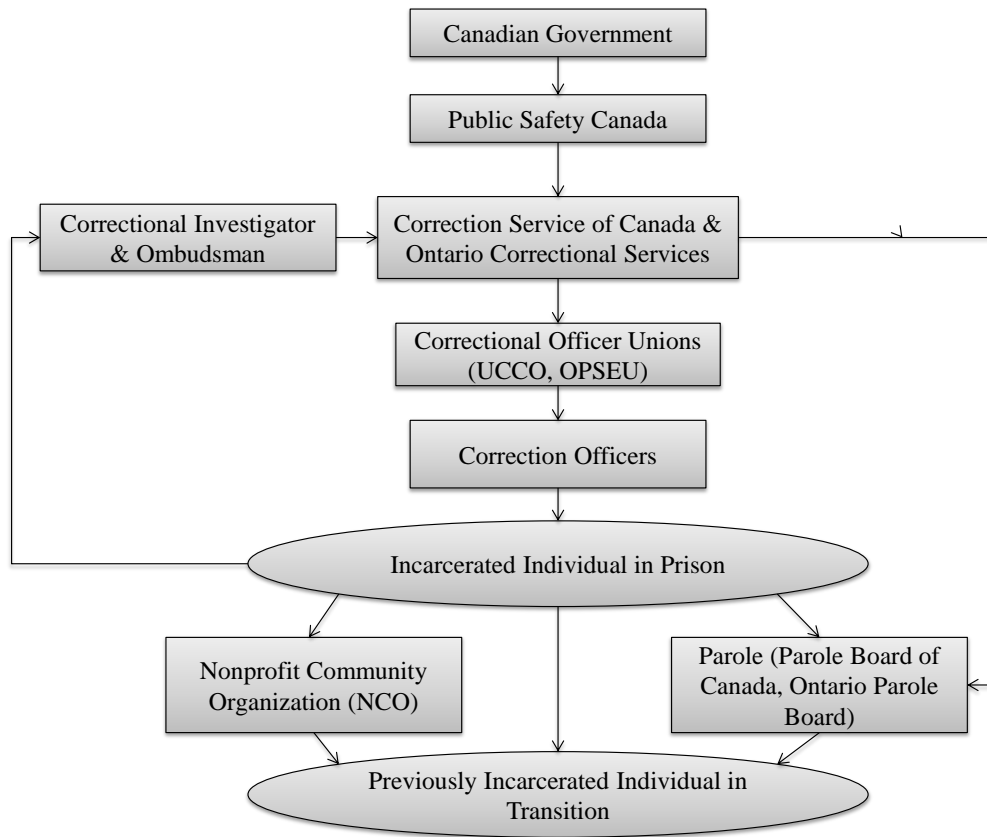 Canadian Government
Public Safety Canada
Correctional Investigator
& Ombudsman
Correction Service of Canada &
Ontario Correctional Services
Correctional Officer Unions
(UCCO, OPSEU)
Correction Officers
Incarcerated Individual in Prison
Nonprofit Community
Organization (NCO)
Parole (Parole Board of
Canada, Ontario Parole
Board)
Previously Incarcerated Individual in
Transition